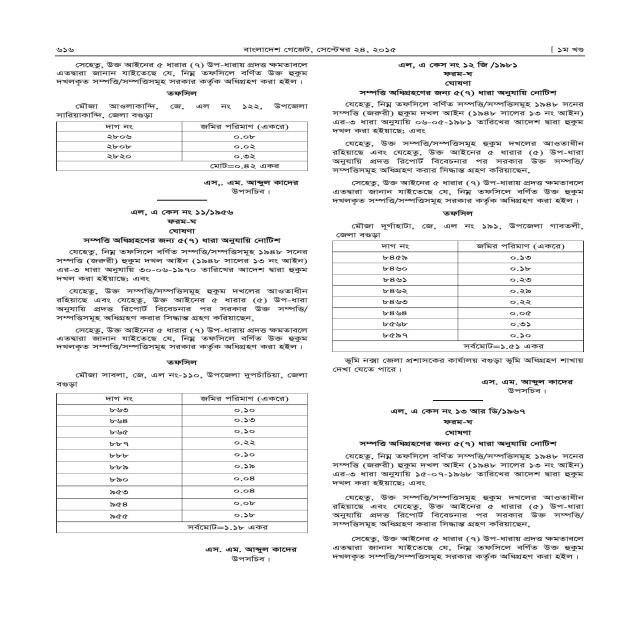 ৬১৬ বাংলাদেশ গেজেট, সেপ্টেম্বর ২৪, ২০১৫ [ ১ম খণ্ড
সেহেতু, উক্ত আইনের ৫ ধারার (৭) উপ-ধারায় প্রদত্ত ক্ষমতাবলে
এতদ্বারা জানান যাইতেছে যে, নিম্ন তফসিলে বর্ণিত উক্ত হুকুম
দখলকৃত সম্পত্তি/সম্পত্তিসমূহ সরকার কর্তৃক অধিগ্রহণ করা হইল ।
তফসিল
মৌজা আওলাকান্দি, জে, এল নং ১২২, উপজেলা
সারিয়াকান্দি, জেলা বগুড়া
দাগ নং জমির পরিমাণ (একরে)
২৮০৬ ০.০৮
২৮০৮ ০.০২
২৮২০ ০.৩২
মোট=০.৪২ একর
এস,. এম. আব্দুল কাদের
উপসচিব ।
এল, এ কেস নং ১১/১৯৫৬
ফরম-ঘ
ঘোষণা
সম্পত্তি অধিগ্রহণের জন্য ৫(৭) ধারা অনুযায়ি নোটিশ
যেহেতু, নিম্ন তফসিলে বর্ণিত সম্পত্তি/সম্পত্তিসমূহ ১৯৪৮ সনের
সম্পত্তি (জরুরী) হুকুম দখল আইন (১৯৪৮ সালের ১৩ নং আইন)
এর-৩ ধারা অনুযায়ি ৩০-০৬-১৯৭০ তারিখের আদেশ দ্বারা হুকুম
দখল করা হইয়াছে; এবং
যেহেতু, উক্ত সম্পত্তি/সম্পত্তিসমূহ হুকুম দখলের আওতাধীন
রহিয়াছে এবং যেহেতু, উক্ত আইনের ৫ ধারার (৫) উপ-ধারা
অনুযায়ি প্রদত্ত রিপোর্ট বিবেচনার পর সরকার উক্ত সম্পত্তি/
সম্পত্তিসমূহ অধিগ্রহণ করার সিদ্ধান্ত গ্রহণ করিয়াছেন,
সেহেতু, উক্ত আইনের ৫ ধারার (৭) উপ-ধারায় প্রদত্ত ক্ষমতাবলে
এতদ্বারা জানান যাইতেছে যে, নিম্ন তফসিলে বর্ণিত উক্ত হুকুম
দখলকৃত সম্পত্তি/সম্পত্তিসমূহ সরকার কর্তৃক অধিগ্রহণ করা হইল ।
তফসিল
মৌজা সাবলা, জে, এল নং-১১০, উপজেলা দুপচাঁচিয়া, জেলা
বগুড়া
দাগ নং জমির পরিমাণ (একরে)
৮৬৩ ০.১০
৮৬৪ ০.১৩
৮৬৫ ০.১০
৮৮৭ ০.২২
৮৮৮ ০.১০
৮৮৯ ০.১৯
৮৯০ ০.০৪
৯৫৩ ০.০৪
৯৫৪ ০.০৮
৯৫৫ ০.১৮
সর্বমোট=১.১৮ একর
এস. এম. আব্দুল কাদের
উপসচিব ।
এল, এ কেস নং ১২ জি /১৯৮১
ফরম-ঘ
ঘোষণা
সম্পত্তি অধিগ্রহণের জন্য ৫(৭) ধারা অনুযায়ি নোটিশ
যেহেতু, নিম্ন তফসিলে বর্ণিত সম্পত্তি/সম্পত্তিসমূহ ১৯৪৮ সনের
সম্পত্তি (জরুরী) হুকুম দখল আইন (১৯৪৮ সালের ১৩ নং আইন)
এর-৩ ধারা অনুযায়ি ০৬-০৫-১৯৮১ তারিখের আদেশ দ্বারা হুকুম
দখল করা হইয়াছে; এবং
যেহেতু, উক্ত সম্পত্তি/সম্পত্তিসমূহ হুকুম দখলের আওতাধীন
রহিয়াছে এবং যেহেতু, উক্ত আইনের ৫ ধারার (৫) উপ-ধারা
অনুযায়ি প্রদত্ত রিপোর্ট বিবেচনার পর সরকার উক্ত সম্পত্তি/
সম্পত্তিসমূহ অধিগ্রহণ করার সিদ্ধান্ত গ্রহণ করিয়াছেন,
সেহেতু, উক্ত আইনের ৫ ধারার (৭) উপ-ধারায় প্রদত্ত ক্ষমতাবলে
এতদ্বারা জানান যাইতেছে যে, নিম্ন তফসিলে বর্ণিত উক্ত হুকুম
দখলকৃত সম্পত্তি/সম্পত্তিসমূহ সরকার কর্তৃক অধিগ্রহণ করা হইল ।
তফসিল
মৌজা দূর্গাহাটা, জে, এল নং ১৯১, উপজেলা গাবতলী,
জেলা বগুড়া
দাগ নং জমির পরিমাণ (একরে)
৮৪৫৯ ০.১৩
৮৪৬০ ০.১৮
৮৪৬১ ০.২৩
৮৪৬২ ০.২৯
৮৪৬৩ ০.২২
৮৪৬৪ ০.০৫
৮৫৬৮ ০.৩১
৮৫৯৭ ০.১০
সর্বমোট=১.৫১ একর
ভূমি নক্সা জেলা প্রশাসকের কার্যালয় বগুড়া ভূমি অধিগ্রহণ শাখায়
দেখা যেতে পারে ।
এস. এম. আব্দুল কাদের
উপসচিব ।
এল, এ কেস নং ১৩ আর ডি/১৯৬৭
ফরম-ঘ
ঘোষণা
সম্পত্তি অধিগ্রহণের জন্য ৫(৭) ধারা অনুযায়ি নোটিশ
যেহেতু, নিম্ন তফসিলে বর্ণিত সম্পত্তি/সম্পত্তিসমূহ ১৯৪৮ সনের
সম্পত্তি (জরুরী) হুকুম দখল আইন (১৯৪৮ সালের ১৩ নং আইন)
এর-৩ ধারা অনুযায়ি ১৫-০৭-১৯৬৮ তারিখের আদেশ দ্বারা হুকুম
দখল করা হইয়াছে; এবং
যেহেতু, উক্ত সম্পত্তি/সম্পত্তিসমূহ হুকুম দখলের আওতাধীন
রহিয়াছে এবং যেহেতু, উক্ত আইনের ৫ ধারার (৫) উপ-ধারা
অনুযায়ি প্রদত্ত রিপোর্ট বিবেচনার পর সরকার উক্ত সম্পত্তি/
সম্পত্তিসমূহ অধিগ্রহণ করার সিদ্ধান্ত গ্রহণ করিয়াছেন,
সেহেতু, উক্ত আইনের ৫ ধারার (৭) উপ-ধারায় প্রদত্ত ক্ষমতাবলে
এতদ্বারা জানান যাইতেছে যে, নিম্ন তফসিলে বর্ণিত উক্ত হুকুম
দখলকৃত সম্পত্তি/সম্পত্তিসমূহ সরকার কর্তৃক অধিগ্রহণ করা হইল ।